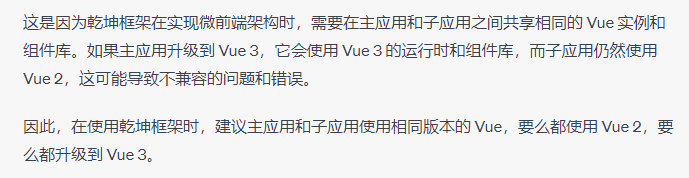 这是因为乾坤框架在实现微前端架构时，需要在主应用和子应用之间共享相同的 Vue 实例和
组件库。如果主应用升级到 Vue 3，它会使用 Vue 3 的运行时和组件库，而子应用仍然使用
Vue 2，这可能导致不兼容的问题和错误。
因此，在使用乾坤框架时，建议主应用和子应用使用相同版本的 Vue，要么都使用 Vue 2，要
么都升级到 Vue 3。